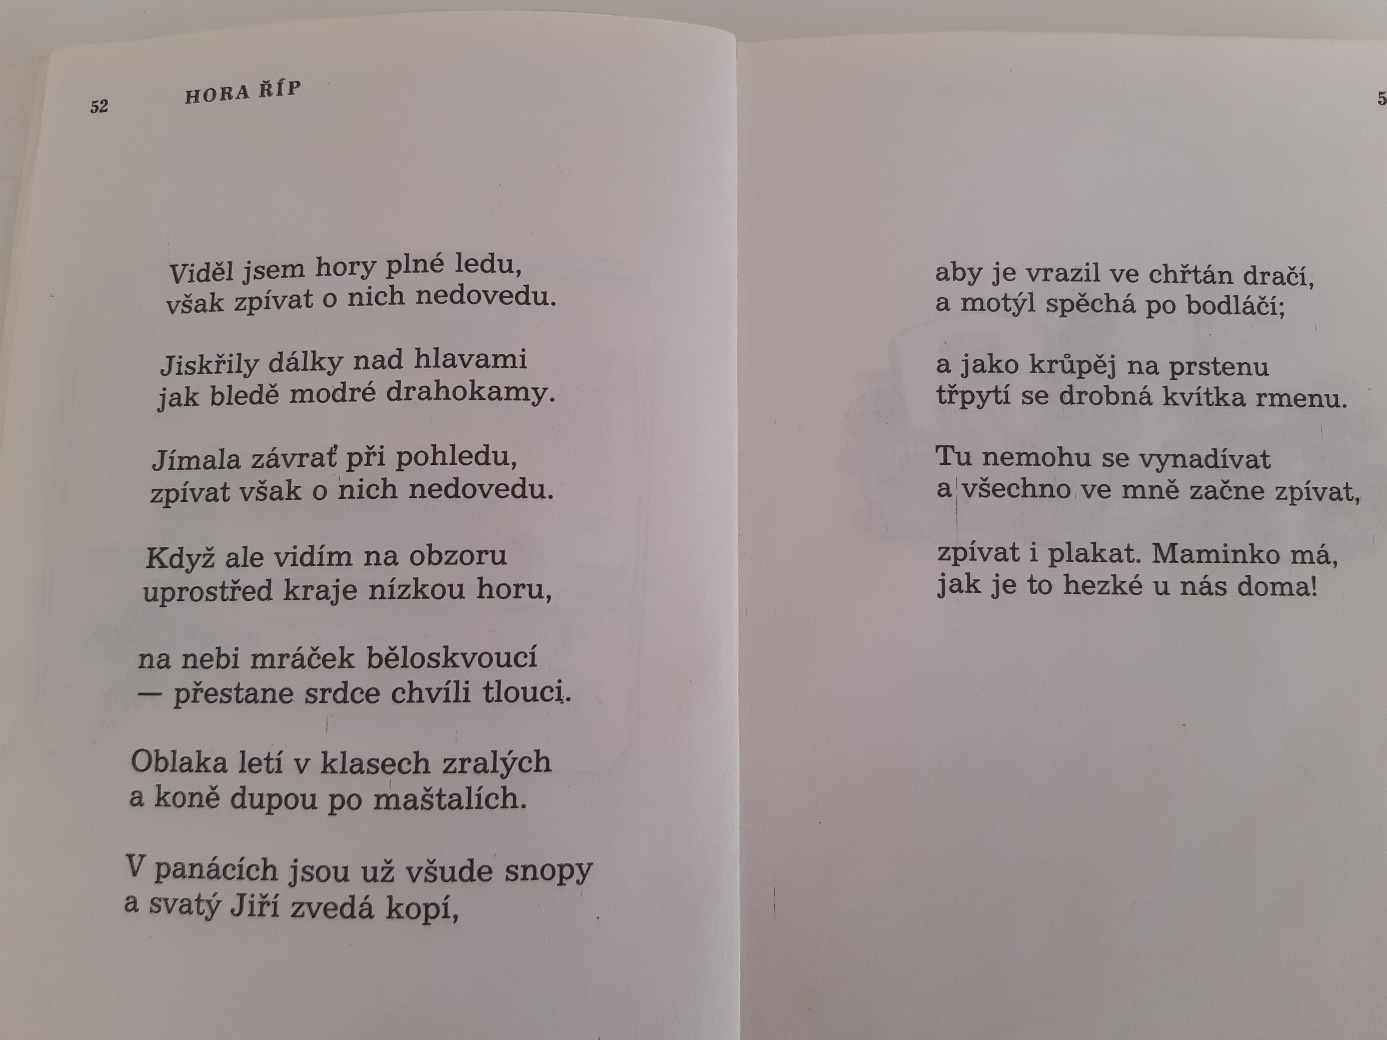 52
HORA ŘÍP
Viděl jsem hory plné ledu,
však zpívat o nich nedovedu.
Jiskřily dálky nad hlavami
jak bledě modré drahokamy.
Jímala závrať při pohledu,
zpívat však o nich nedovedu.
Když ale vidím na obzoru
uprostřed kraje nízkou horu,
na nebi mráček běloskvoucí
— přestane srdce chvíli tlouci.
Oblaka letí v klasech zralých
a koně dupou po maštalích.
V panácích jsou už všude snopy
a svatý Jiří zvedá kopí,
5
aby je vrazil ve chřtán dračí,
a motýl spěchá po bodláčí;
a jako krůpěj na prstenu
třpytí se drobná kvítka rmenu.
Tu nemohu se vynadívat
a všechno ve mně začne zpívat,
zpívat i plakat. Maminko má,
jak je to hezké u nás doma!